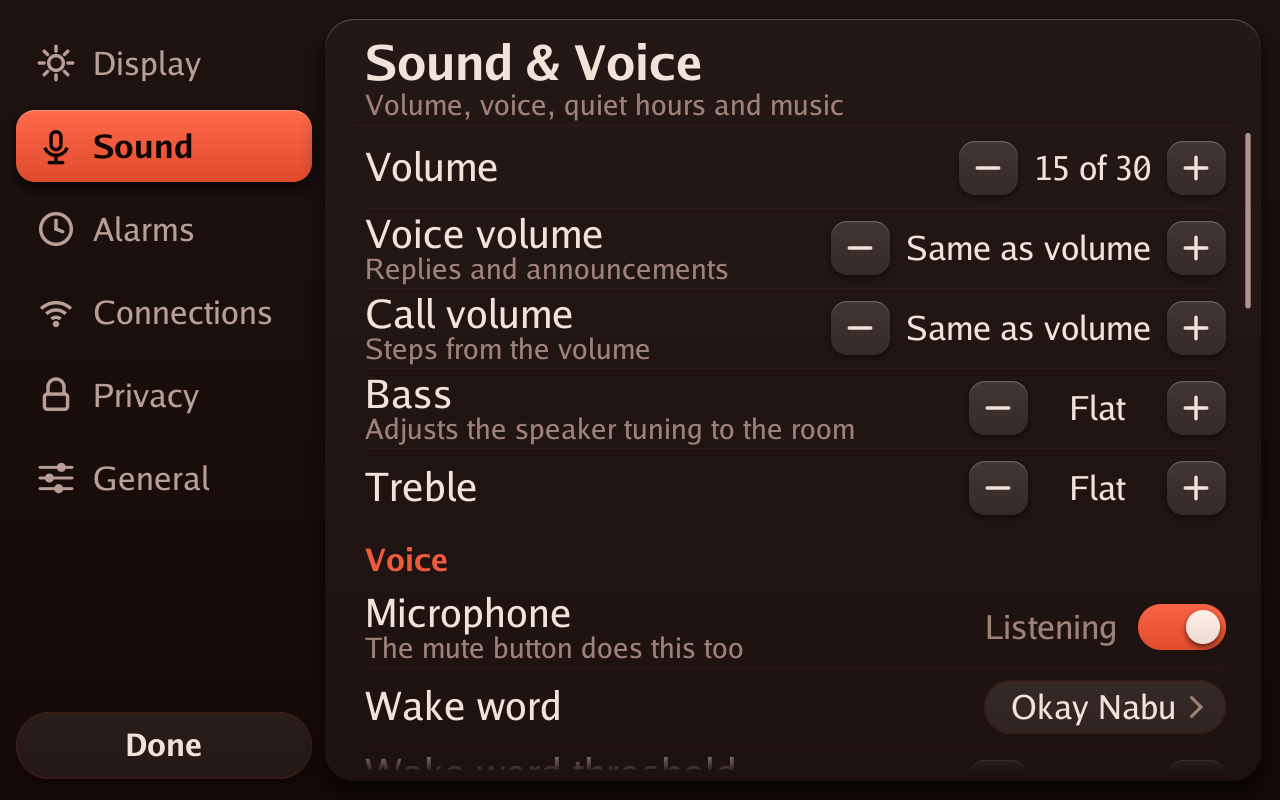 Display
Sound
Alarms
Connections
Privacy
General
Done
Sound & Voice
Volume, voice, quiet hours and music
Volume
15 of 30
Voice volume
Replies and announcements
Same as volume
Call volume
Steps from the volume
Same as volume
Bass
Adjusts the speaker tuning to the room
Flat
Treble
Flat
Voice
Microphone
The mute button does this too
Listening
Wake word
Okay Nabu
Wake word threshold